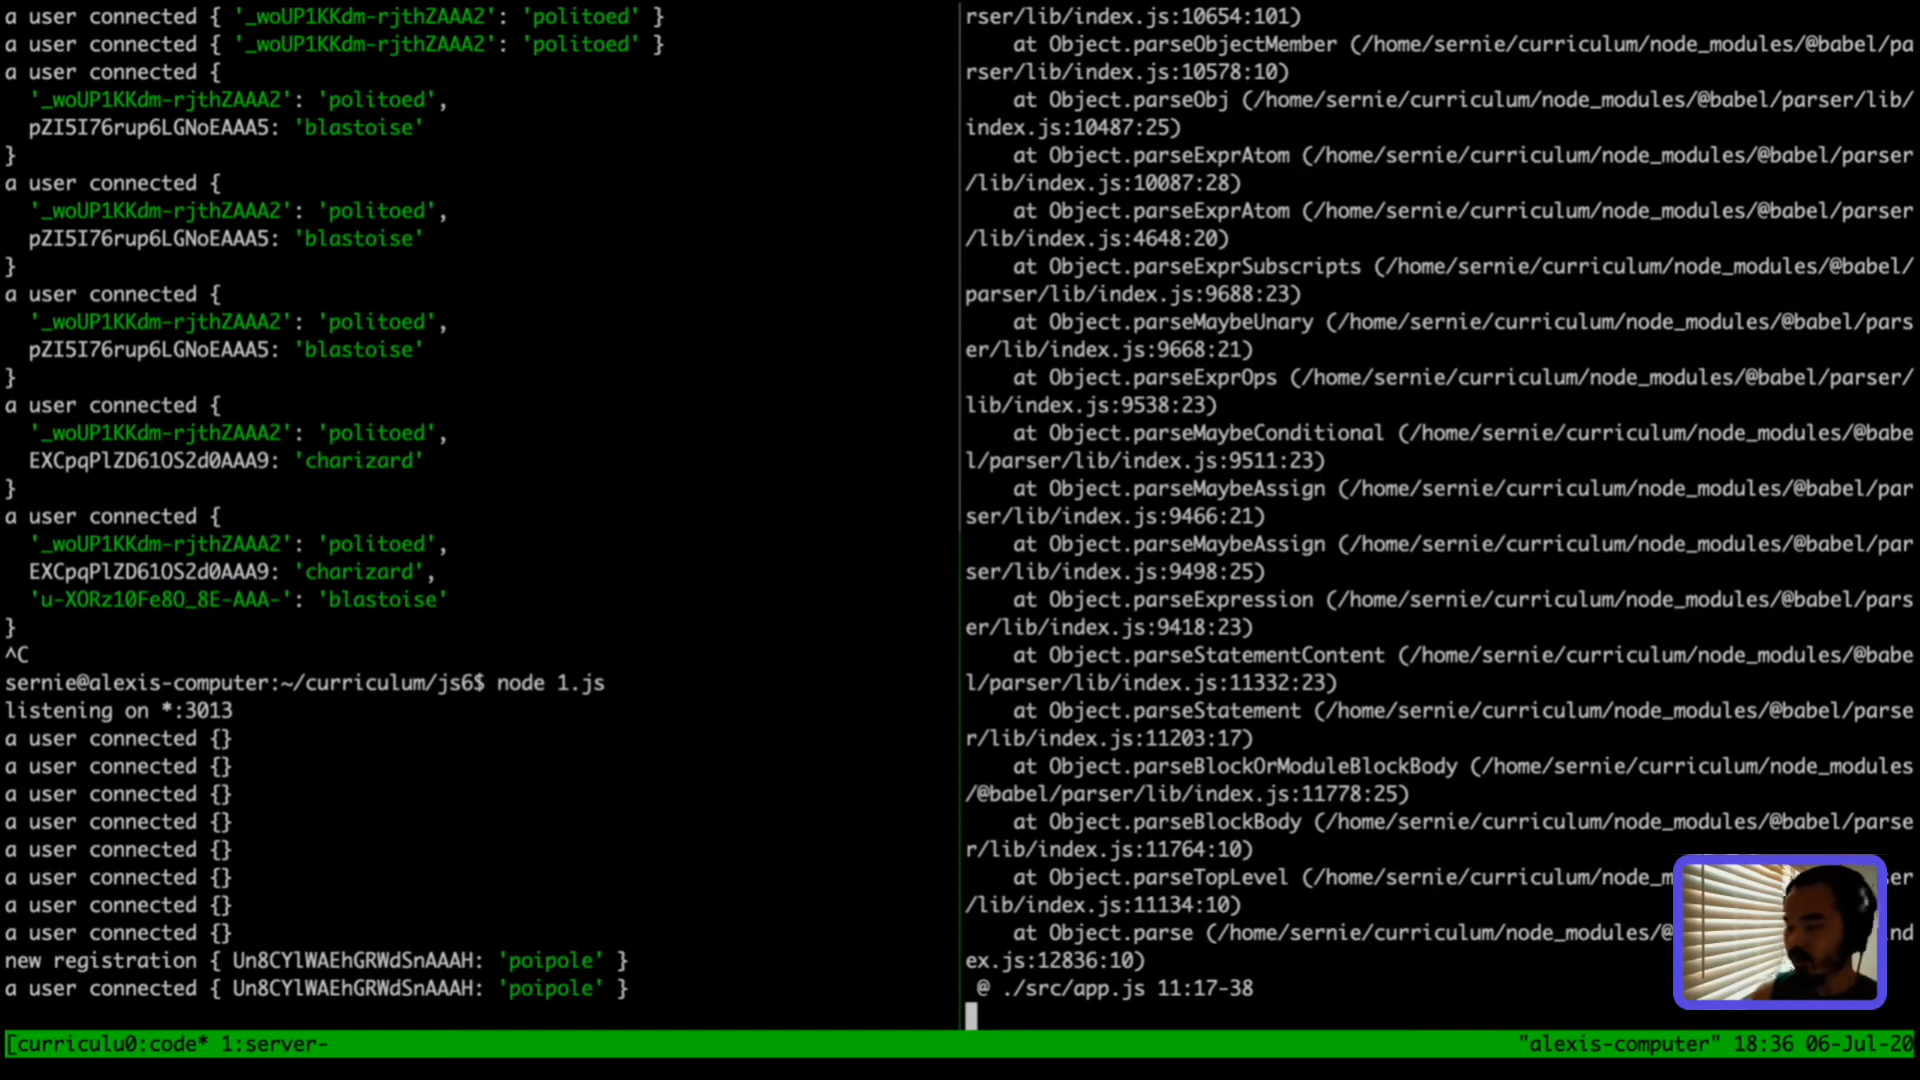 a user connected { '_woUP1KKdm-rjthZAAA2': 'politoed' }
a user connected { '_woUP1KKdm-rjthZAAA2': 'politoed' }
a user connected {
'_woUP1KKdm-rjthZAAA2': 'politoed',
pZI5I76rup6LGNoEAAA5: 'blastoise'
}
a user connected {
'_woUP1KKdm-rjthZAAA2': 'politoed',
pZI5I76rup6LGNoEAAA5: 'blastoise'
}
a user connected {
'_woUP1KKdm-rjthZAAA2': 'politoed',
pZI5I76rup6LGNoEAAA5: 'blastoise'
}
a user connected {
'_woUP1KKdm-rjthZAAA2': 'politoed',
EXCpqPlZD61OS2d0AAA9: 'charizard'
}
a user connected {
'_woUP1KKdm-rjthZAAA2': 'politoed',
EXCpqPlZD61OS2d0AAA9: 'charizard',
'u-XORz10Fe8O_8E-AAA-': 'blastoise'
}
^C
sernie@alexis-computer:~/curriculum/js6$ node 1.js
listening on *:3013
a user connected {}
a user connected {}
a user connected {}
a user connected {}
a user connected {}
a user connected {}
a user connected {}
a user connected {}
new registration { Un8CYlWAEhGRWdSnAAAH: 'poipole' }
a user connected { Un8CYlWAEhGRWdSnAAAH: 'poipole' }
rser/lib/index.js:10654:101)
at Object.parseObjectMember (/home/sernie/curriculum/node_modules/@babel/pa
rser/lib/index.js:10578:10)
at Object.parseObj (/home/sernie/curriculum/node_modules/@babel/parser/lib/
index.js:10487:25)
at Object.parseExprAtom (/home/sernie/curriculum/node_modules/@babel/parser
/lib/index.js:10087:28)
at Object.parseExprAtom (/home/sernie/curriculum/node_modules/@babel/parser
/lib/index.js:4648:20)
at Object.parseExprSubscripts (/home/sernie/curriculum/node_modules/@babel/
parser/lib/index.js:9688:23)
at Object.parseMaybeUnary (/home/sernie/curriculum/node_modules/@babel/pars
er/lib/index.js:9668:21)
at Object.parseExprOps (/home/sernie/curriculum/node_modules/@babel/parser/
lib/index.js:9538:23)
at Object.parseMaybeConditional (/home/sernie/curriculum/node_modules/@babe
l/parser/lib/index.js:9511:23)
at Object.parseMaybeAssign (/home/sernie/curriculum/node_modules/@babel/par
ser/lib/index.js:9466:21)
at Object.parseMaybeAssign (/home/sernie/curriculum/node_modules/@babel/par
ser/lib/index.js:9498:25)
at Object.parseExpression (/home/sernie/curriculum/node_modules/@babel/pars
er/lib/index.js:9418:23)
at Object.parseStatementContent (/home/sernie/curriculum/node_modules/@babe
l/parser/lib/index.js:11332:23)
at Object.parseStatement (/home/sernie/curriculum/node_modules/@babel/parse
r/lib/index.js:11203:17)
at Object.parseBlockOrModuleBlockBody (/home/sernie/curriculum/node_modules
/@babel/parser/lib/index.js:11778:25)
at Object.parseBlockBody (/home/sernie/curriculum/node_modules/@babel/parse
r/lib/index.js:11764:10)
at Object.parseTopLevel (/home/sernie/curriculum/node_m ser
/lib/index.js:11134:10)
at Object.parse (/home/sernie/curriculum/node_modules/@ nd
ex.js:12836:10)
@ ./src/app.js 11:17-38
[curriculu0:code* 1:server- "alexis-computer" 18:36 06-Jul-20